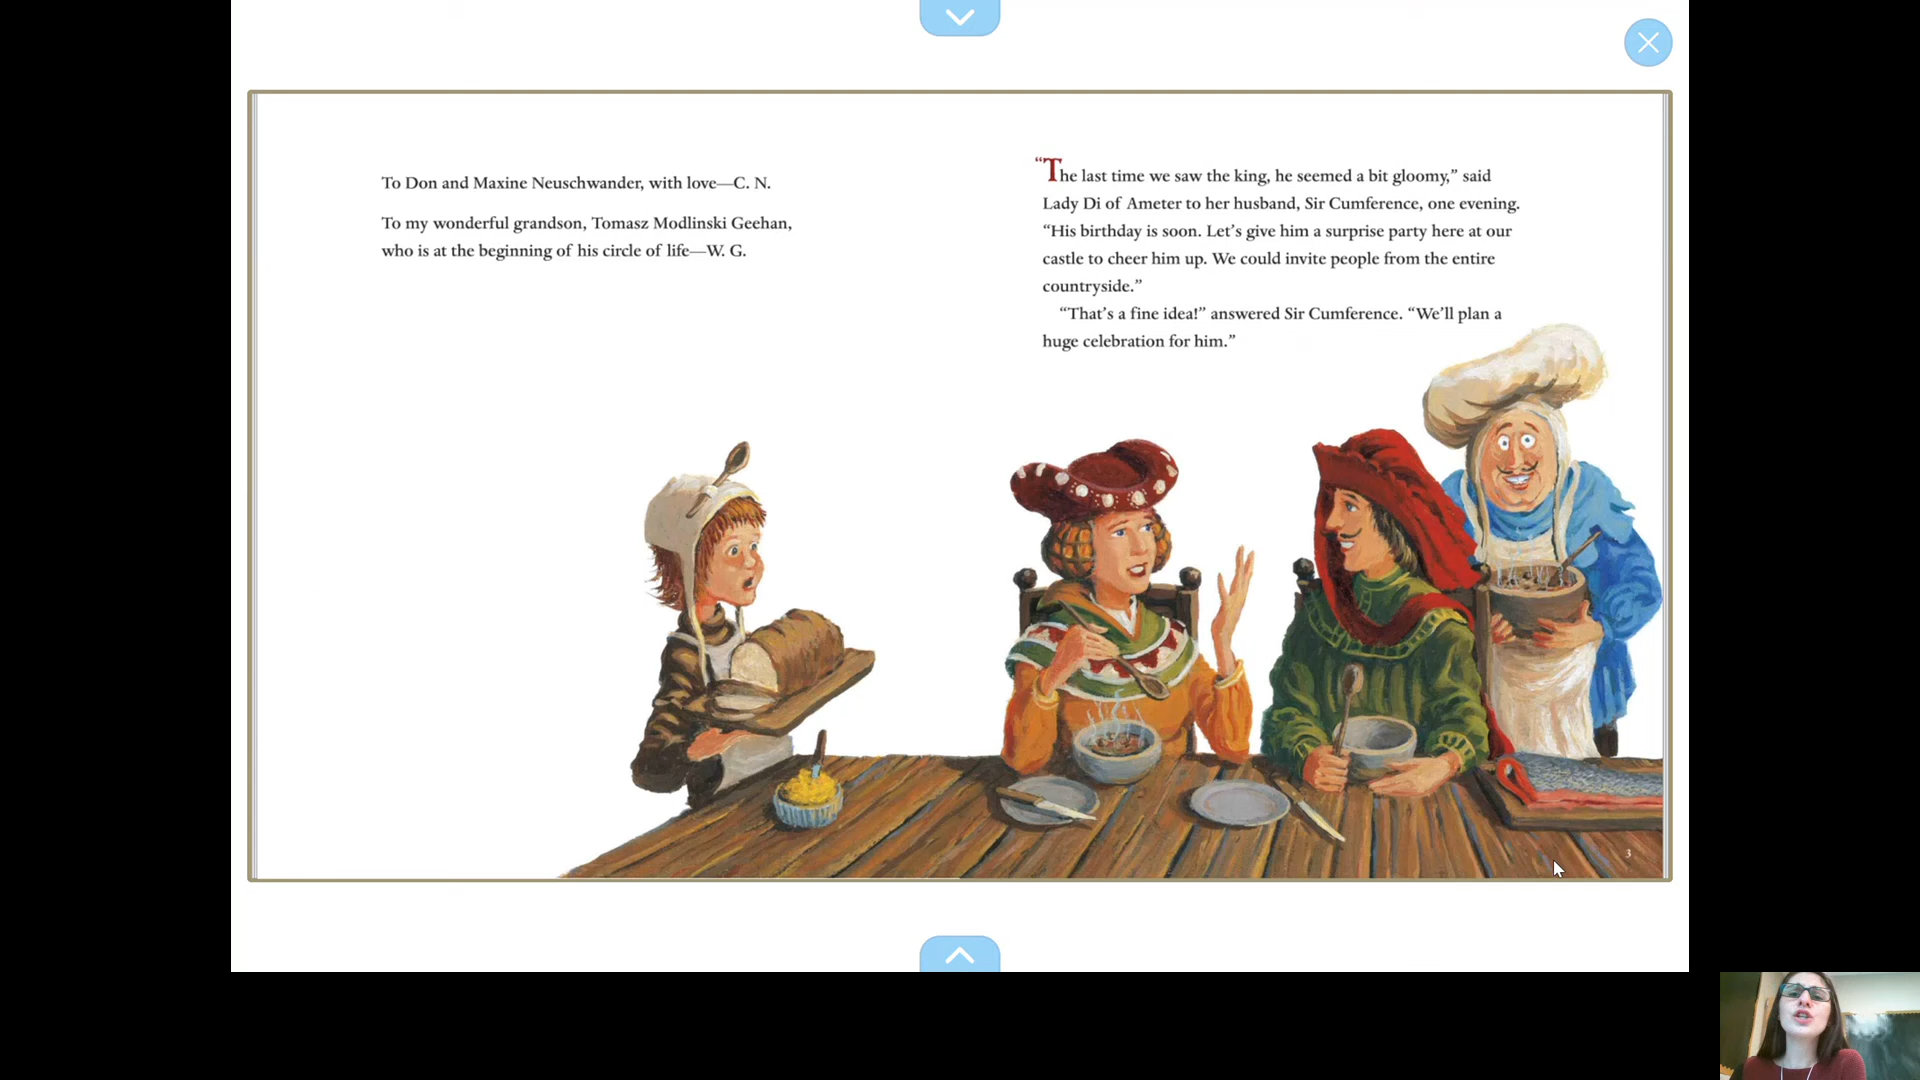 To Don and Maxine Neuschwander, with love—C. N.
To my wonderful grandson, Tomasz Modlinski Geehan,
who is at the beginning of his circle of life—W. G.
“The last time we saw the king, he seemed a bit gloomy,” said
Lady Di of Ameter to her husband, Sir Cumference, one evening.
“His birthday is soon. Let’s give him a surprise party here at our
castle to cheer him up. We could invite people from the entire
countryside.”
“That’s a fine idea!” answered Sir Cumference. “We’ll plan a
huge celebration for him.”
3